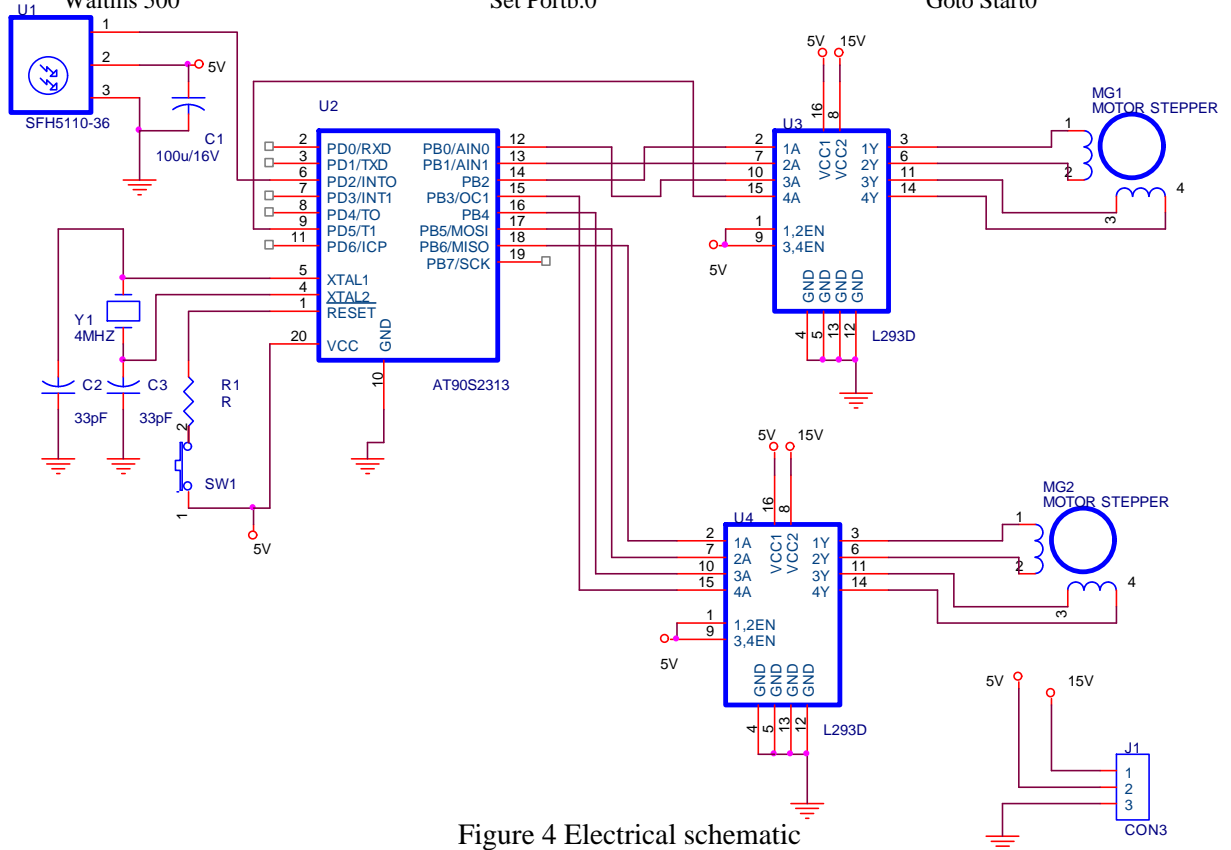 Waitms 500
Set Portb.0
Goto Start0
U1
1
2
3
5V
SFH5110-36
C1
100u/16V
U2
2
3
6
7
8
9
11
5
4
1
20
PD0/RXD
PD1/TXD
PD2/INTO
PD3/INT1
PD4/TO
PD5/T1
PD6/ICP
XTAL1
XTAL2
RESET
VCC
GND
10
PB0/AIN0
PB1/AIN1
PB2
PB3/OC1
PB4
PB5/MOSI
PB6/MISO
PB7/SCK
12
13
14
15
16
17
18
19
AT90S2313
Y1
4MHZ
C2
33pF
C3
33pF
R1
R
2
SW1
1
5V
5V
15V
16
8
U3
VCC1
VCC2
2
7
10
15
1
9
1A
2A
3A
4A
1,2EN
3,4EN
5V
1Y
2Y
3Y
4Y
3
6
11
14
GND
GND
GND
GND
4
5
13
12
L293D
MG1
MOTOR STEPPER
1
2
3
4
5V
15V
16
8
U4
VCC1
VCC2
2
7
10
15
1
9
1A
2A
3A
4A
1,2EN
3,4EN
5V
1Y
2Y
3Y
4Y
3
6
11
14
GND
GND
GND
GND
4
5
13
12
L293D
MG2
MOTOR STEPPER
1
2
3
4
5V
15V
J1
1
2
3
CON3
Figure 4 Electrical schematic